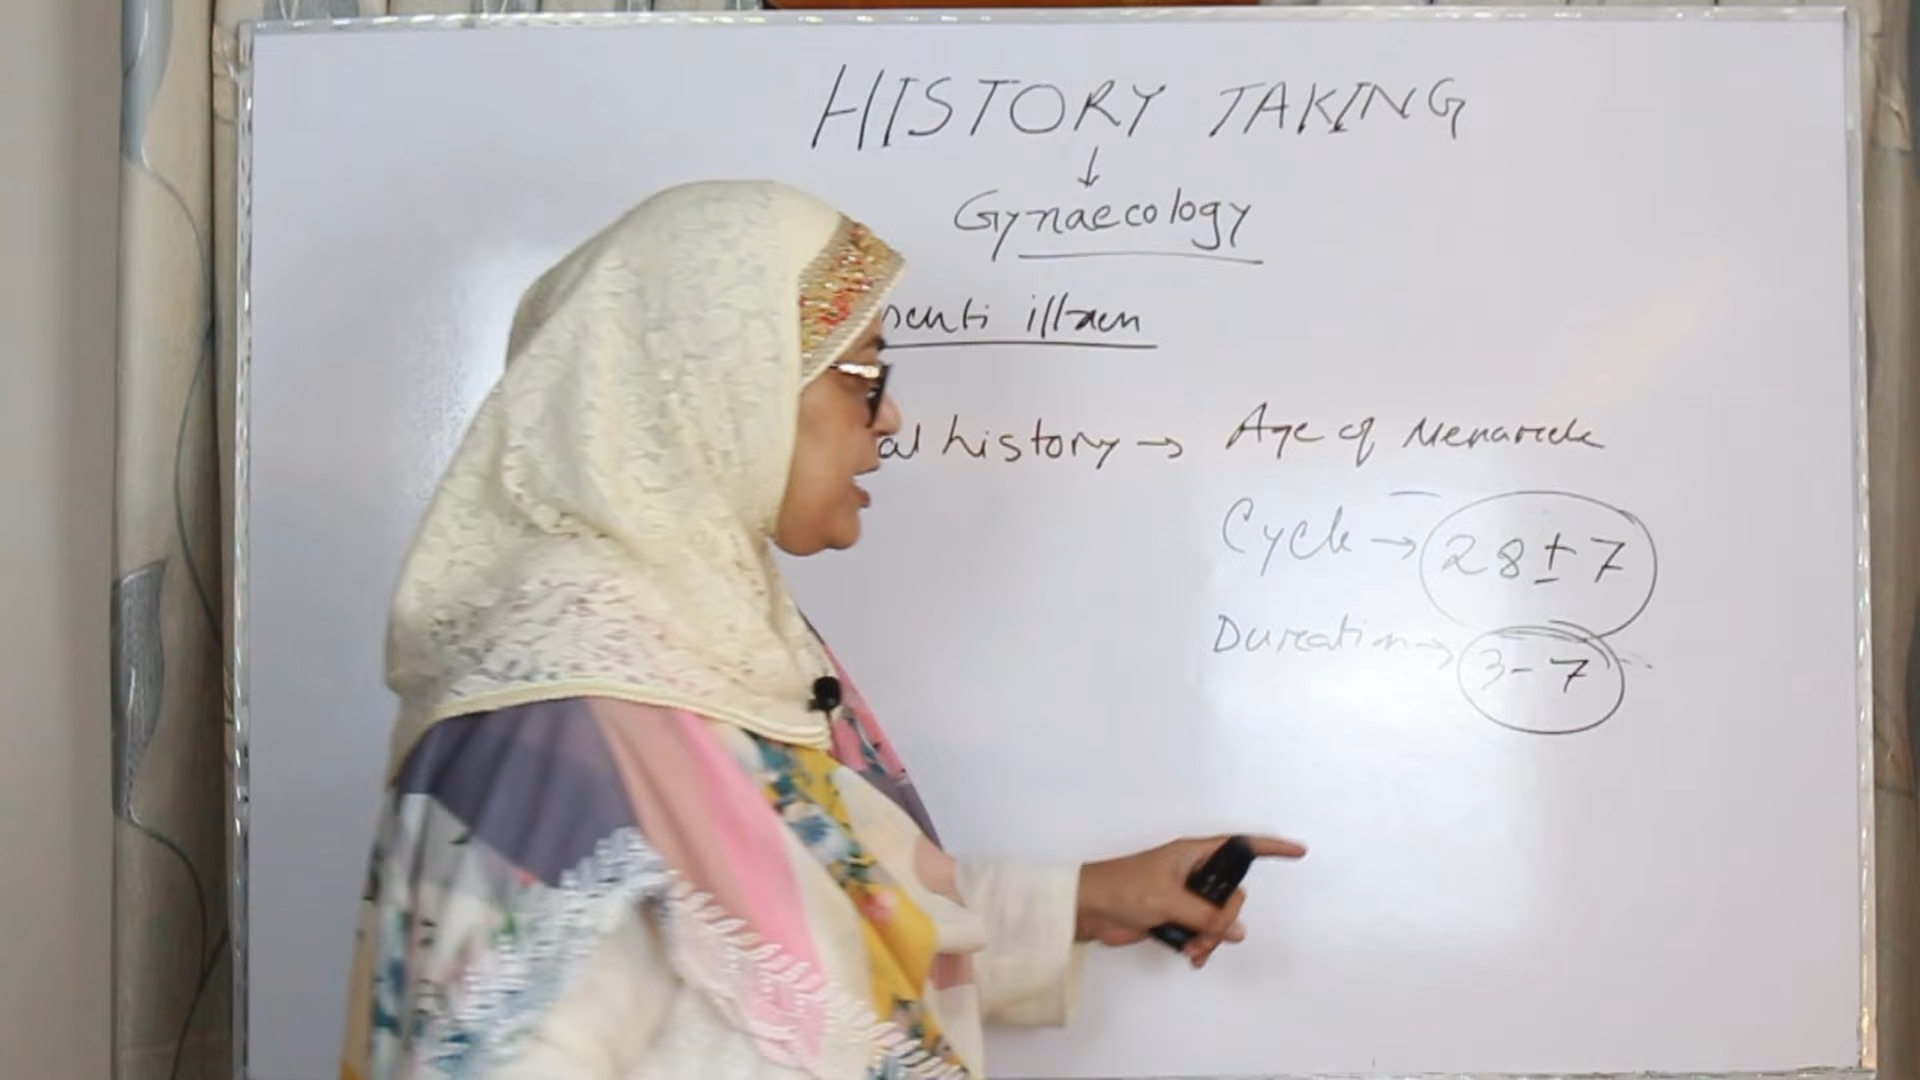 HISTORY TAKING
↓
Gynaecology
senti illaen
al history → Age of Menarche
Cycle → 28 ± 7
Duration → 3-7